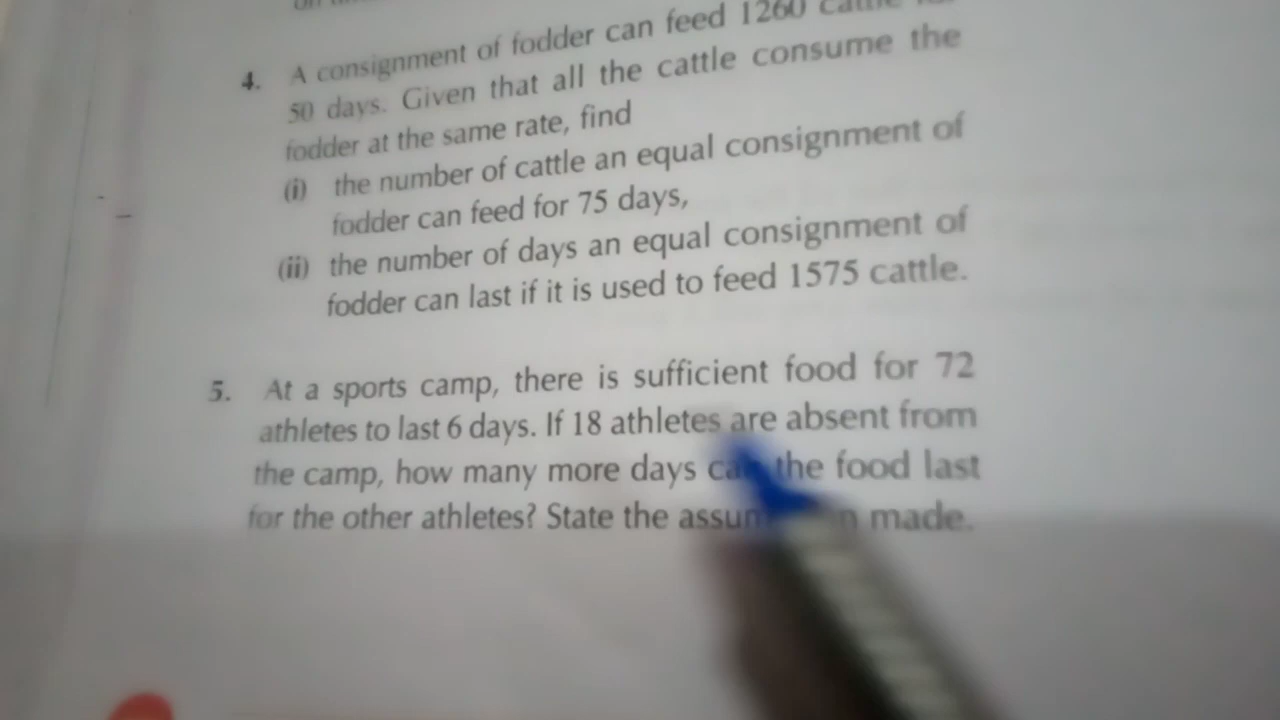 4. A consignment of fodder can feed 1260 cattle
50 days. Given that all the cattle consume the
fodder at the same rate, find
(i) the number of cattle an equal consignment of
fodder can feed for 75 days,
(ii) the number of days an equal consignment of
fodder can last if it is used to feed 1575 cattle.
5. At a sports camp, there is sufficient food for 72
athletes to last 6 days. If 18 athletes are absent from
the camp, how many more days can the food last
for the other athletes? State the made.